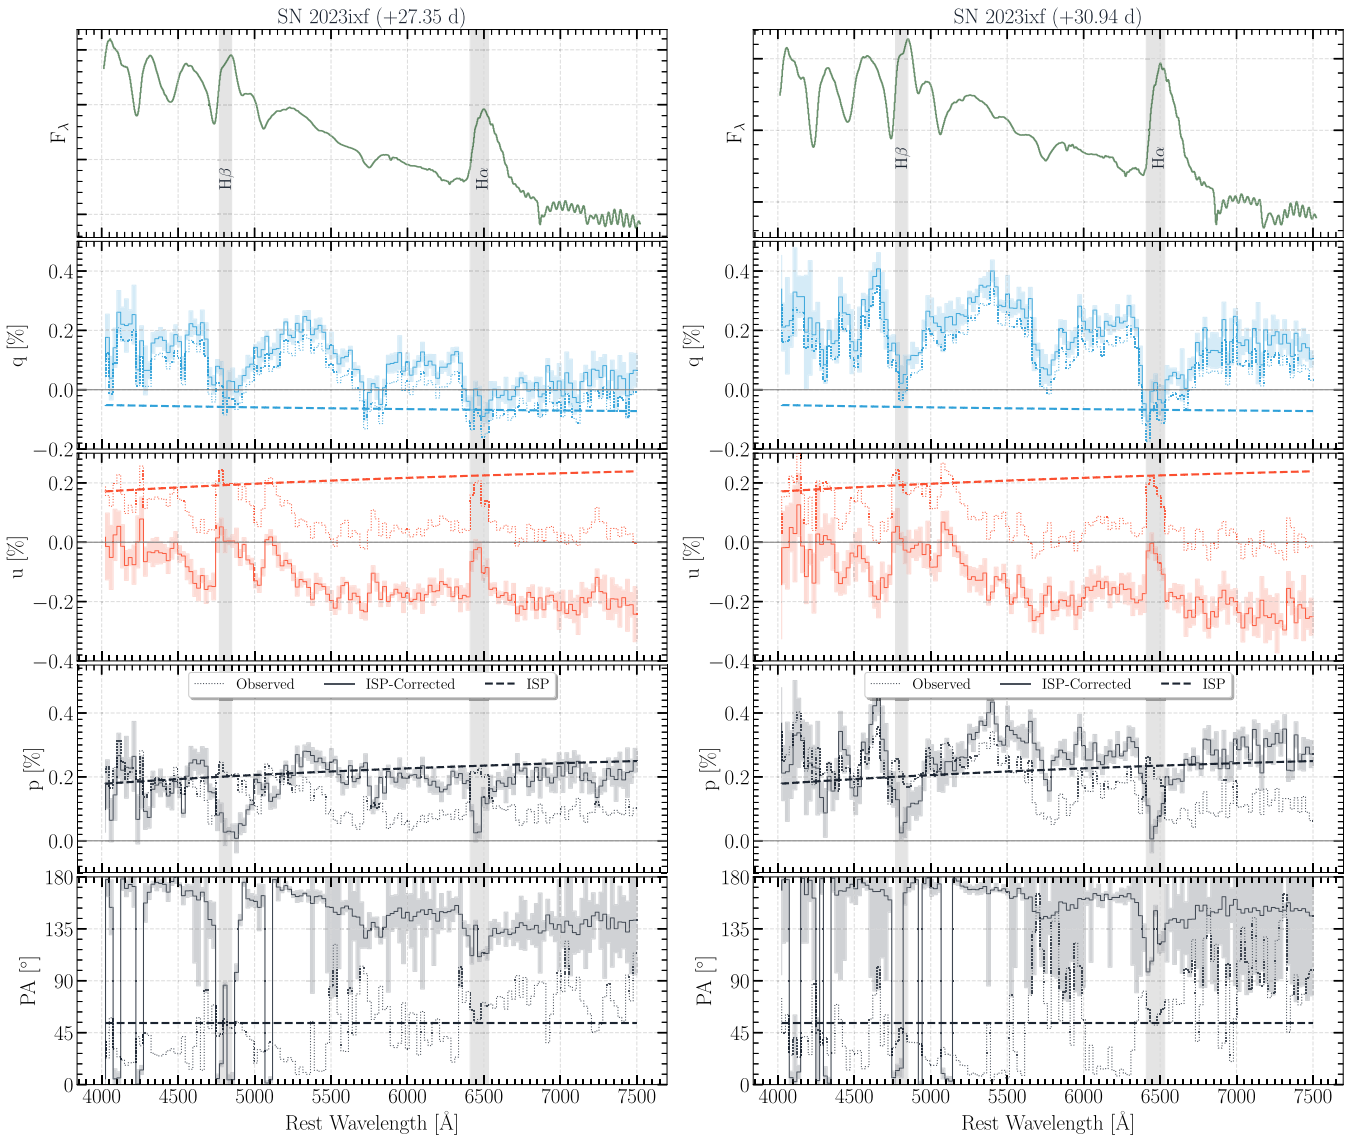 SN 2023ixf (+27.35 d)
F_λ
Hβ
Hα
0.4
0.2
0.0
−0.2
q [%]
0.2
0.0
−0.2
−0.4
u [%]
Observed ISP-Corrected ISP
0.4
0.2
0.0
p [%]
180
135
90
45
0
PA [°]
4000 4500 5000 5500 6000 6500 7000 7500
Rest Wavelength [Å]
SN 2023ixf (+30.94 d)
F_λ
Hβ
Hα
0.4
0.2
0.0
−0.2
q [%]
0.2
0.0
−0.2
−0.4
u [%]
Observed ISP-Corrected ISP
0.4
0.2
0.0
p [%]
180
135
90
45
0
PA [°]
4000 4500 5000 5500 6000 6500 7000 7500
Rest Wavelength [Å]